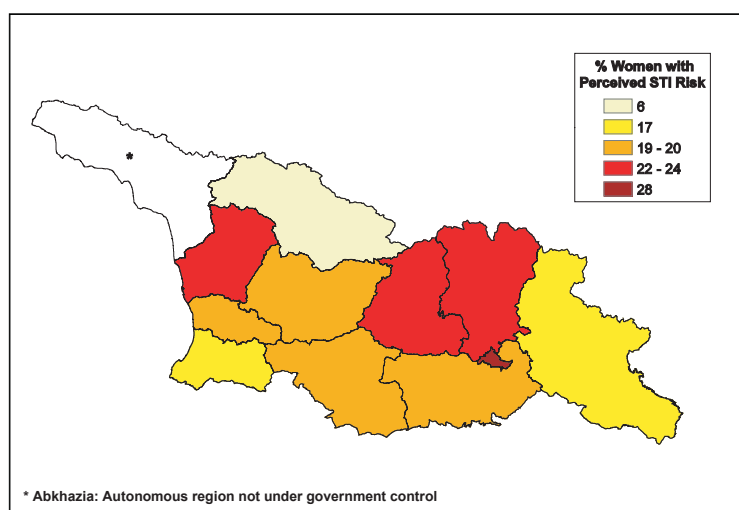 % Women with
Perceived STI Risk
6
17
19 - 20
22 - 24
28
*
* Abkhazia: Autonomous region not under government control